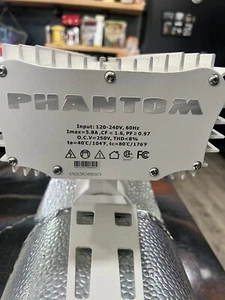 PHANTOM
Input: 120-240V, 60Hz
Imax=5.8A ,CF < 1.6, PF ≥ 0.97
O.C.V=250V, THD<8%
ta=40℃/104℉, tc=80℃/176℉